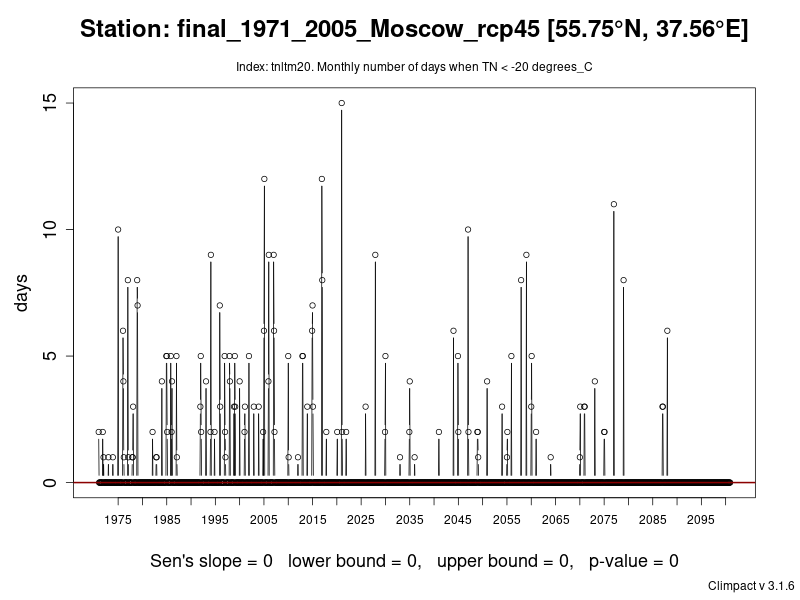 Station: final_1971_2005_Moscow_rcp45 [55.75°N, 37.56°E]
Index: tnltm20. Monthly number of days when TN < -20 degrees_C
15
10
5
0
days
1975 1985 1995 2005 2015 2025 2035 2045 2055 2065 2075 2085 2095
Sen's slope = 0 lower bound = 0, upper bound = 0, p-value = 0
Climpact v 3.1.6